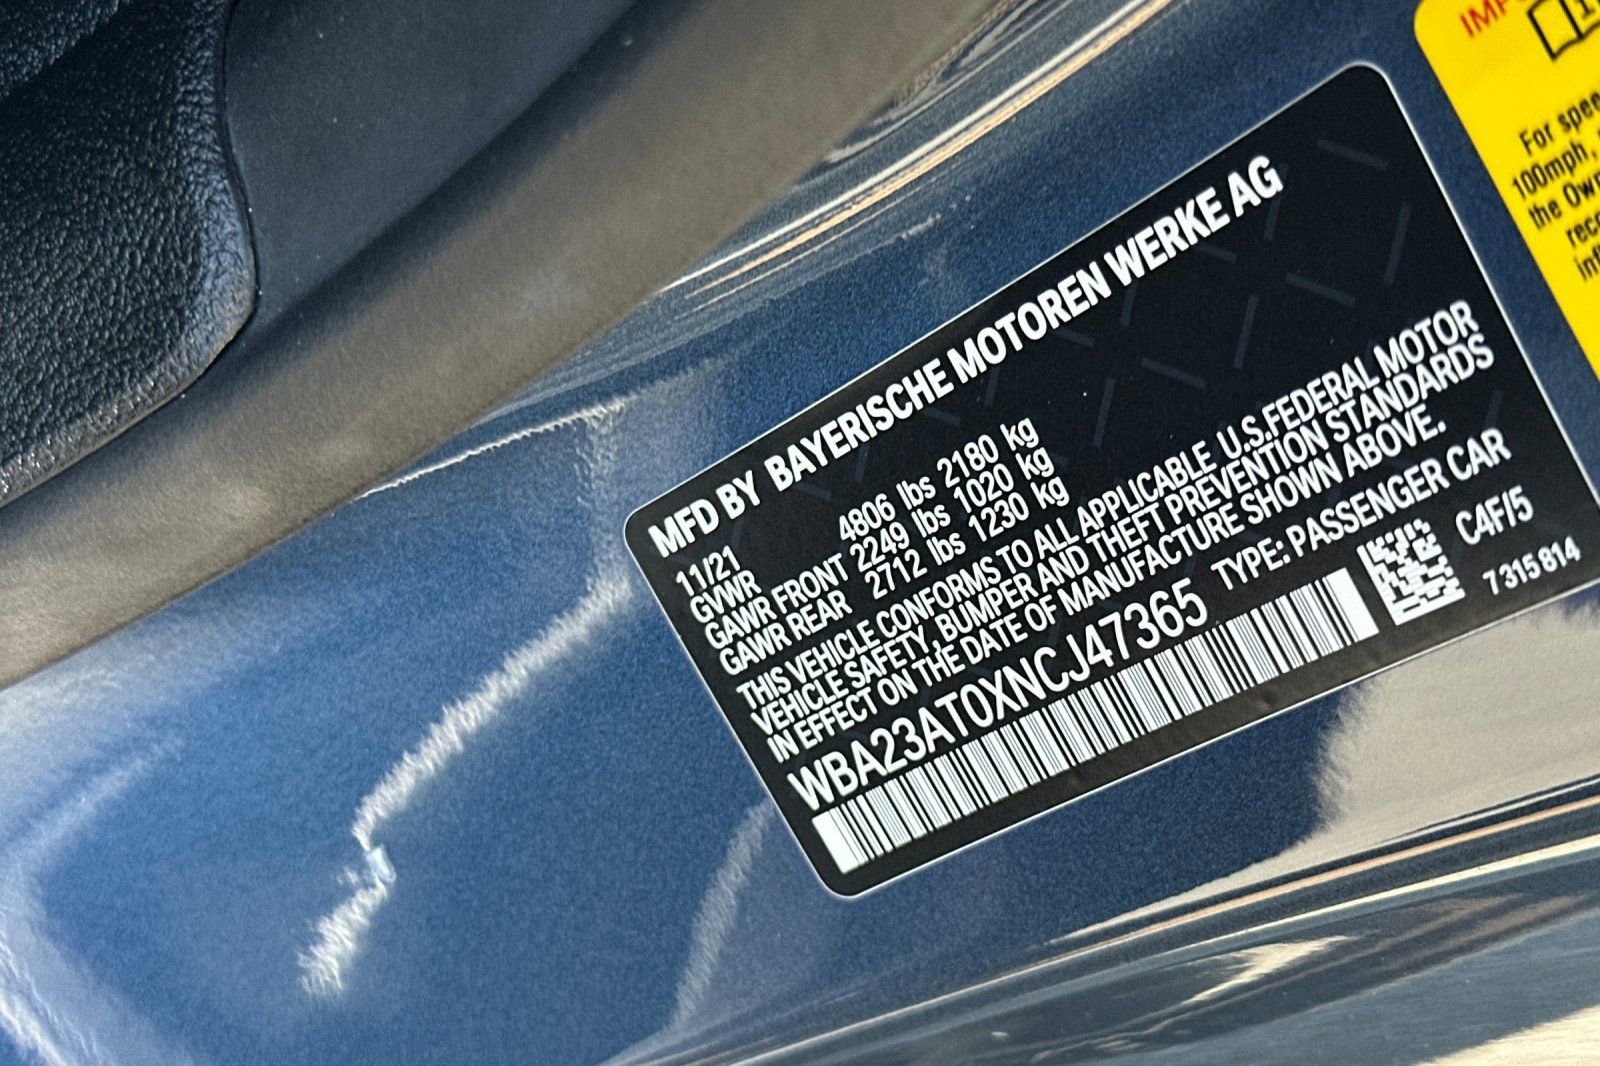 MFD BY BAYERISCHE MOTOREN WERKE AG
11/21
GVWR 4806 lbs 2180 kg
GAWR FRONT 2249 lbs 1020 kg
GAWR REAR 2712 lbs 1230 kg
THIS VEHICLE CONFORMS TO ALL APPLICABLE U.S.FEDERAL MOTOR
VEHICLE SAFETY, BUMPER AND THEFT PREVENTION STANDARDS
IN EFFECT ON THE DATE OF MANUFACTURE SHOWN ABOVE.
WBA23AT0XNCJ47365 TYPE: PASSENGER CAR
C4F/5
7 315 814
For
100mph,
the